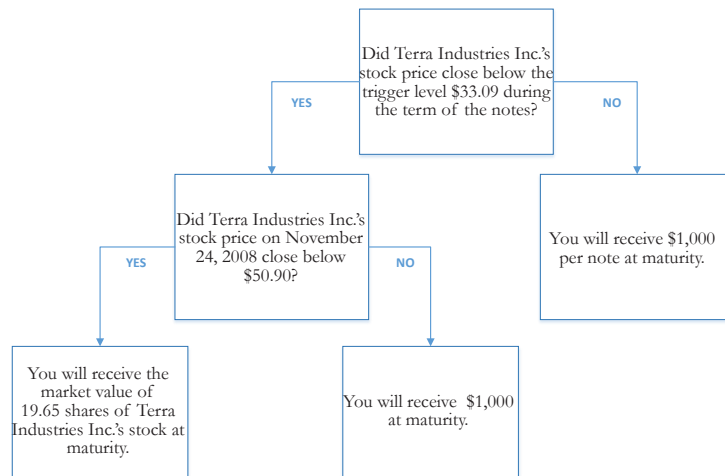 Did Terra Industries Inc.'s
stock price close below the
trigger level $33.09 during
the term of the notes?
YES
NO
Did Terra Industries Inc.'s
stock price on November
24, 2008 close below
$50.90?
You will receive $1,000
per note at maturity.
YES
NO
You will receive the
market value of
19.65 shares of Terra
Industries Inc.'s stock at
maturity.
You will receive $1,000
at maturity.